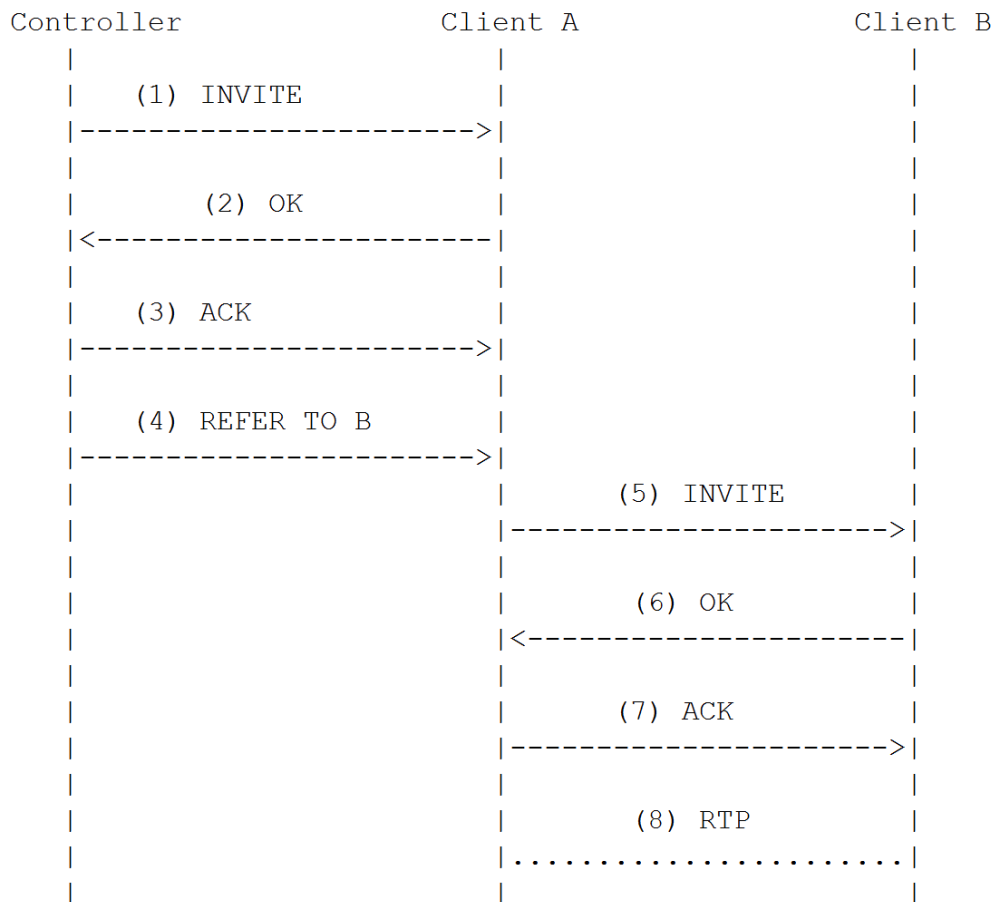 Controller Client A Client B
| | |
| (1) INVITE | |
|----------------------->| |
| | |
| (2) OK | |
|<-----------------------| |
| | |
| (3) ACK | |
|----------------------->| |
| | |
| (4) REFER TO B | |
|----------------------->| |
| | (5) INVITE |
| |---------------------->|
| | |
| | (6) OK |
| |<----------------------|
| | |
| | (7) ACK |
| |---------------------->|
| | |
| | (8) RTP |
| |.......................|
| | |